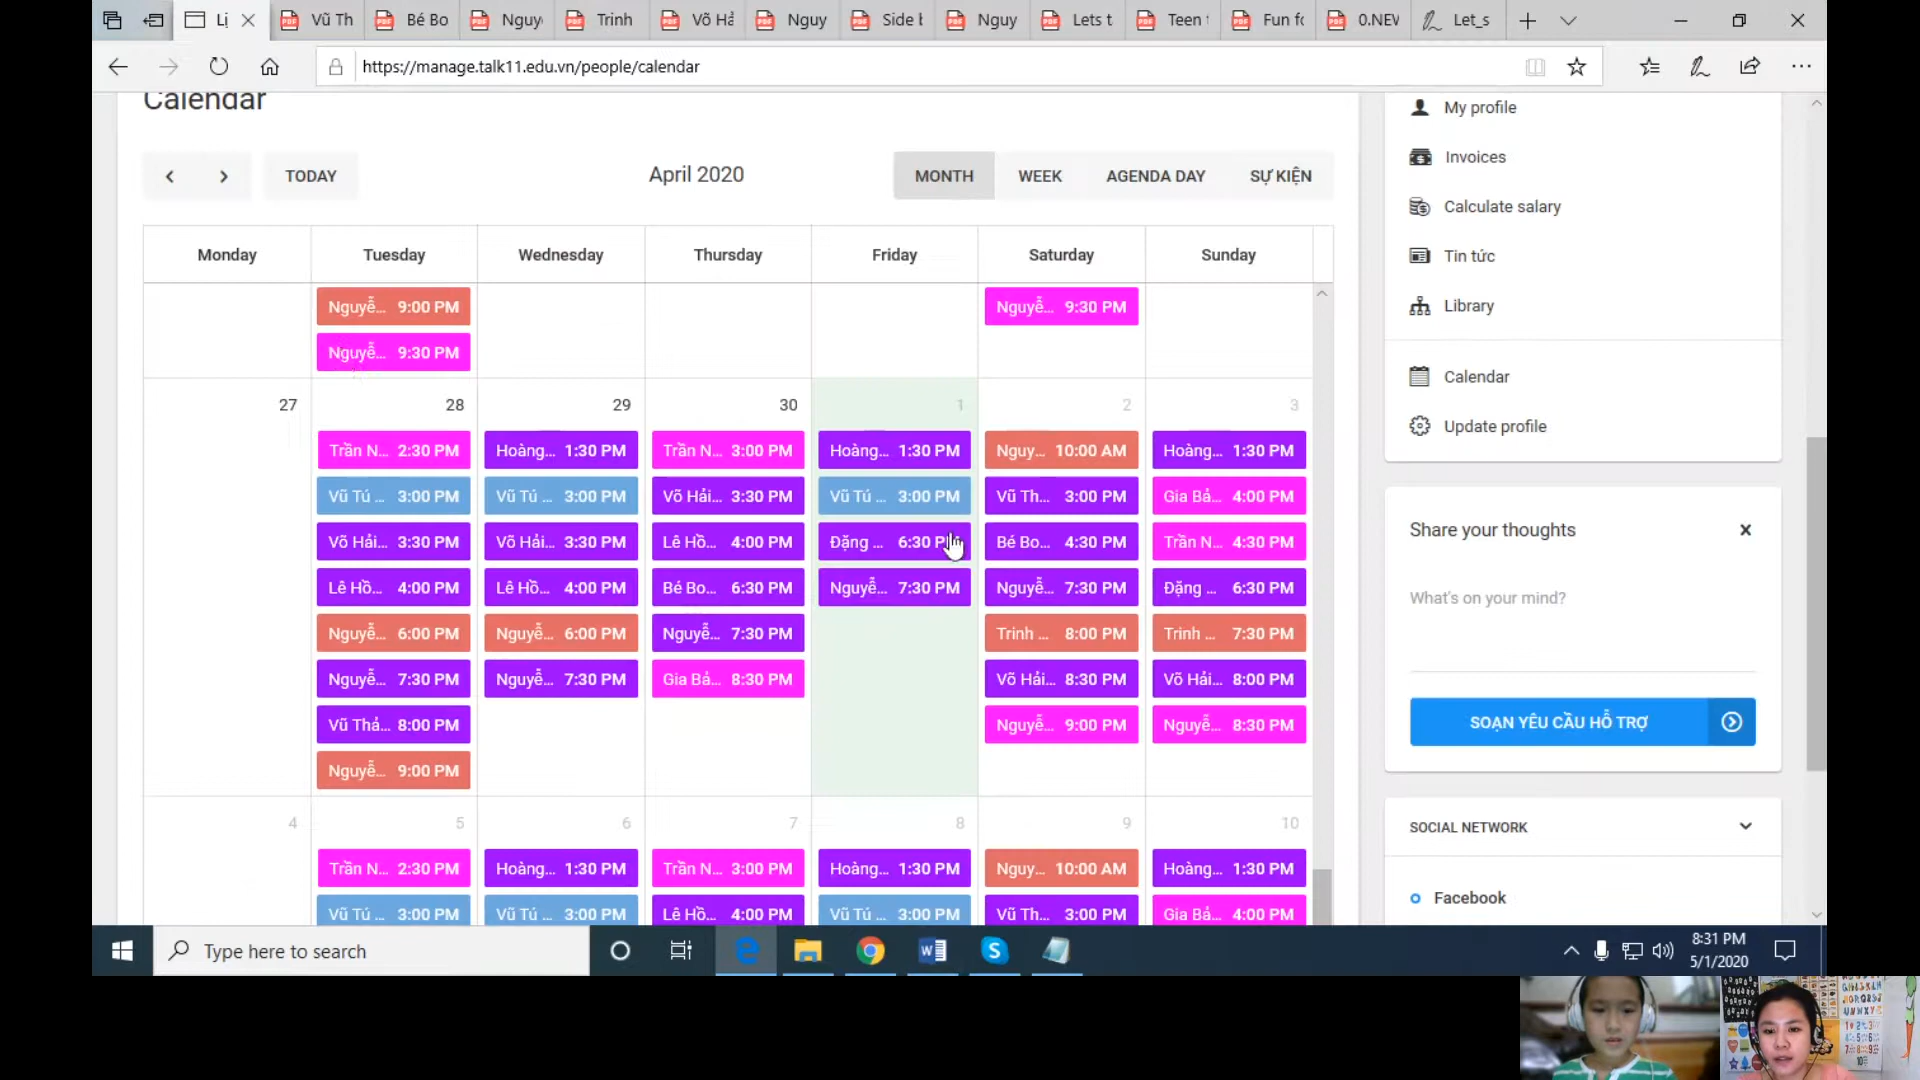 Lị
Vũ Th
Bé Bo
Nguy
Trinh
Võ Hả
Nguy
Side b
Nguy
Lets t
Teen
Fun fo
0.NEV
Let_s
https://manage.talk11.edu.vn/people/calendar
Calendar
TODAY
April 2020
MONTH
WEEK
AGENDA DAY
SỰ KIỆN
Monday
Tuesday
Wednesday
Thursday
Friday
Saturday
Sunday
Nguyễ... 9:00 PM
Nguyễ... 9:30 PM
Nguyễ... 9:30 PM
27
28
29
30
1
2
3
Trần N... 2:30 PM
Hoàng... 1:30 PM
Trần N... 3:00 PM
Hoàng... 1:30 PM
Nguy... 10:00 AM
Hoàng... 1:30 PM
Vũ Tú ... 3:00 PM
Vũ Tú ... 3:00 PM
Võ Hải... 3:30 PM
Vũ Tú ... 3:00 PM
Vũ Th... 3:00 PM
Gia Bả... 4:00 PM
Võ Hải... 3:30 PM
Võ Hải... 3:30 PM
Lê Hồ... 4:00 PM
Đặng ... 6:30 PM
Bé Bo... 4:30 PM
Trần N... 4:30 PM
Lê Hồ... 4:00 PM
Lê Hồ... 4:00 PM
Bé Bo... 6:30 PM
Nguyễ... 7:30 PM
Nguyễ... 7:30 PM
Đặng ... 6:30 PM
Nguyễ... 6:00 PM
Nguyễ... 6:00 PM
Nguyễ... 7:30 PM
Trinh ... 8:00 PM
Trinh ... 7:30 PM
Nguyễ... 7:30 PM
Nguyễ... 7:30 PM
Gia Bả... 8:30 PM
Võ Hải... 8:30 PM
Võ Hải... 8:00 PM
Vũ Thả... 8:00 PM
Nguyễ... 9:00 PM
Nguyễ... 8:30 PM
Nguyễ... 9:00 PM
4
5
6
7
8
9
10
Trần N... 2:30 PM
Hoàng... 1:30 PM
Trần N... 3:00 PM
Hoàng... 1:30 PM
Nguy... 10:00 AM
Hoàng... 1:30 PM
Vũ Tú ... 3:00 PM
Vũ Tú ... 3:00 PM
Lê Hồ... 4:00 PM
Vũ Tú ... 3:00 PM
Vũ Th... 3:00 PM
Gia Bả... 4:00 PM
My profile
Invoices
Calculate salary
Tin tức
Library
Calendar
Update profile
Share your thoughts
What's on your mind?
SOẠN YÊU CẦU HỖ TRỢ
SOCIAL NETWORK
Facebook
Type here to search
8:31 PM
5/1/2020